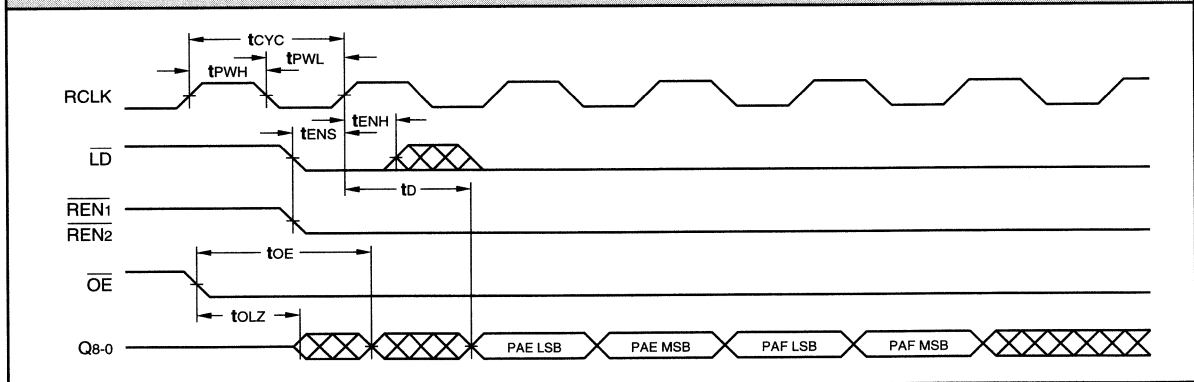 tCYC
tPWH
tPWL
RCLK
tENS
tENH
LD
tD
REN1
REN2
tOE
OE
tOLZ
Q8-0
PAE LSB
PAE MSB
PAF LSB
PAF MSB